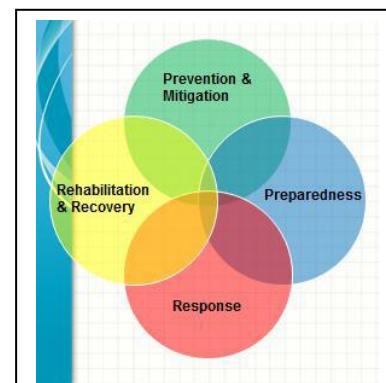 Prevention &
Mitigation
Rehabilitation
& Recovery
Preparedness
Response